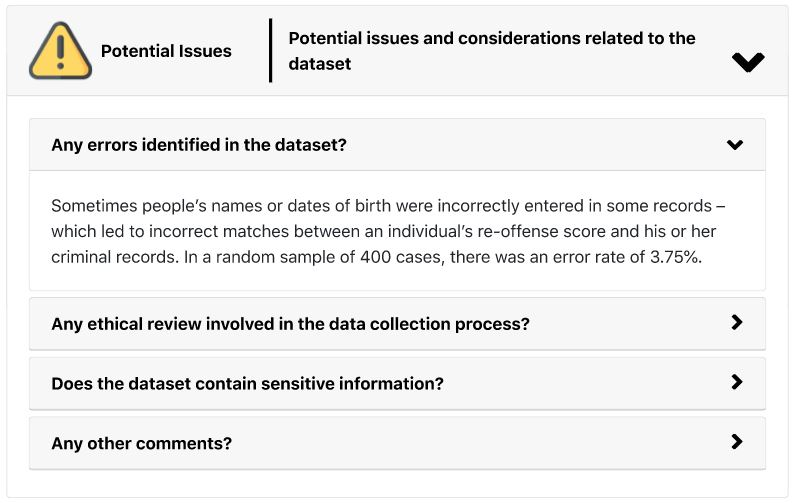 Potential Issues
Potential issues and considerations related to the
dataset
Any errors identified in the dataset?
Sometimes people’s names or dates of birth were incorrectly entered in some records –
which led to incorrect matches between an individual’s re-offense score and his or her
criminal records. In a random sample of 400 cases, there was an error rate of 3.75%.
Any ethical review involved in the data collection process?
Does the dataset contain sensitive information?
Any other comments?